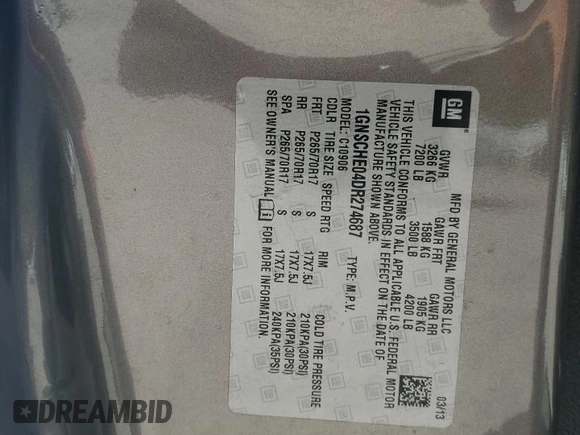 GM
®
MFD BY GENERAL MOTORS LLC
03/13
GVWR GAWR FRT GAWR RR
3266 KG 1588 KG 1905 KG
7200 LB 3500 LB 4200 LB
THIS VEHICLE CONFORMS TO ALL APPLICABLE U.S. FEDERAL MOTOR
VEHICLE SAFETY STANDARDS IN EFFECT ON THE DATE OF
MANUFACTURE SHOWN ABOVE.
1GNSCHE04DR274687 TYPE: M.P.V.
MODEL: C10906
CDLR TIRE SIZE SPEED RTG RIM COLD TIRE PRESSURE
FRT P265/70R17 S 17X7.5J 210KPA(30PSI)
RR P265/70R17 S 17X7.5J 210KPA(30PSI)
SPA P265/70R17 S 17X7.5J 240KPA(35PSI)
SEE OWNER'S MANUAL i FOR MORE INFORMATION.
DREAMBID